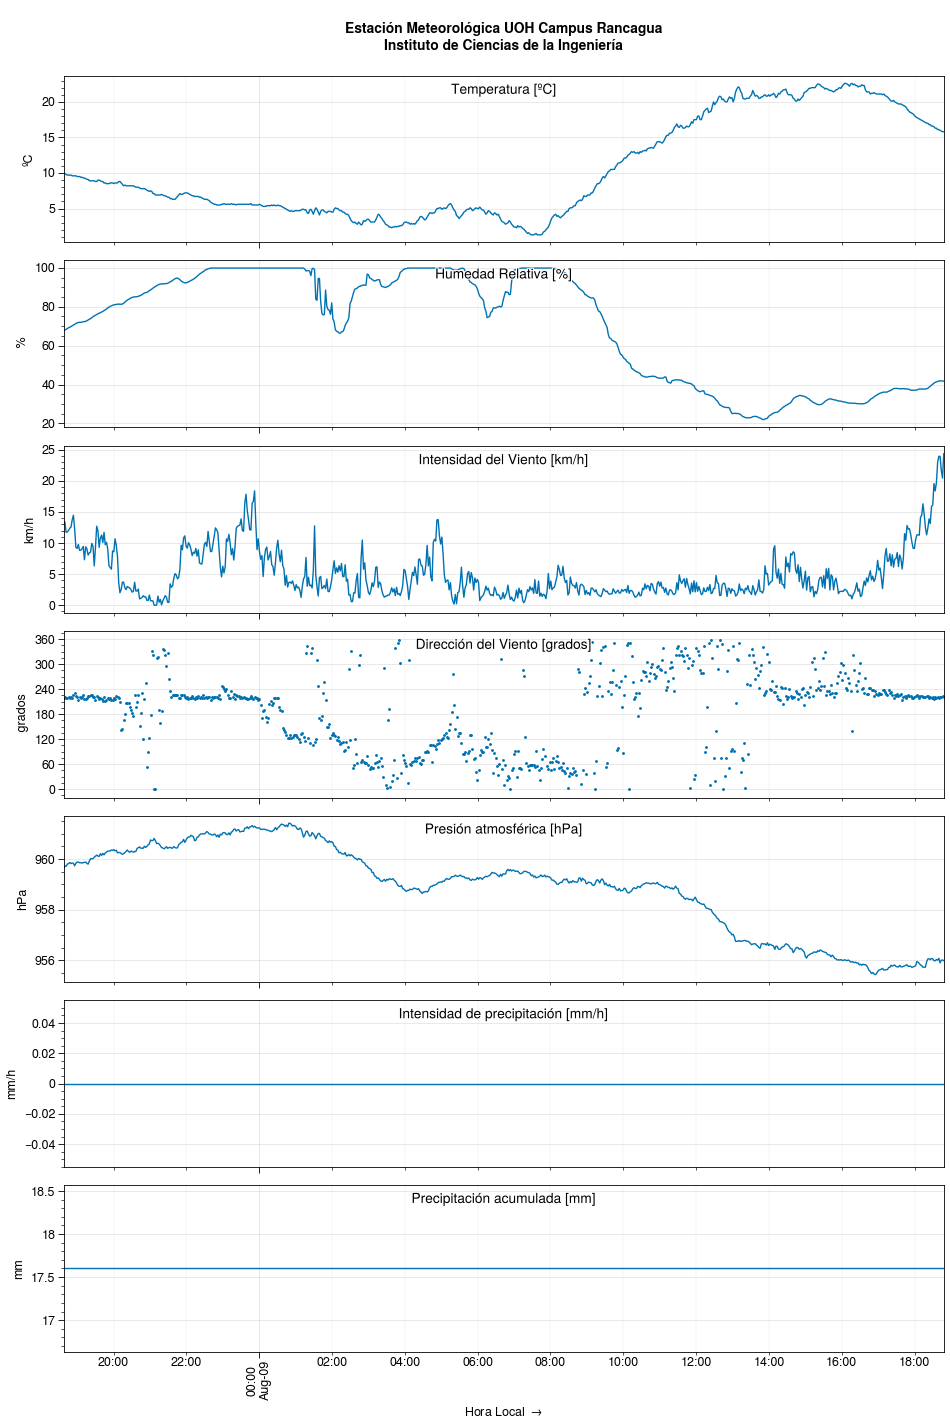 Estación Meteorológica UOH Campus Rancagua
Instituto de Ciencias de la Ingeniería
Temperatura [ºC]
20
15
10
5
ºC
Humedad Relativa [%]
100
80
60
40
20
%
Intensidad del Viento [km/h]
25
20
15
10
5
0
km/h
Dirección del Viento [grados]
360
300
240
180
120
60
0
grados
Presión atmosférica [hPa]
960
958
956
hPa
Intensidad de precipitación [mm/h]
0.04
0.02
0
−0.02
−0.04
mm/h
Precipitación acumulada [mm]
18.5
18
17.5
17
mm
20:00 22:00 00:00 02:00 04:00 06:00 08:00 10:00 12:00 14:00 16:00 18:00
Aug-09
Hora Local →